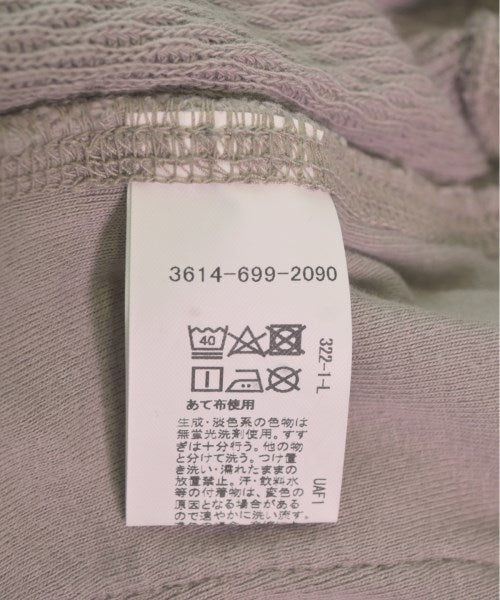 3614-699-2090
40
322-1-L
あて布使用
生成・淡色系の色物は
無蛍光洗剤使用。すす
ぎは十分行う。他の物
と分けて洗う。つけ置
き洗い・濡れたままの
放置禁止。汗・飲料水
等の付着物は、変色の
原因となる場合がある
ので速やかに洗い流す。
UAF1